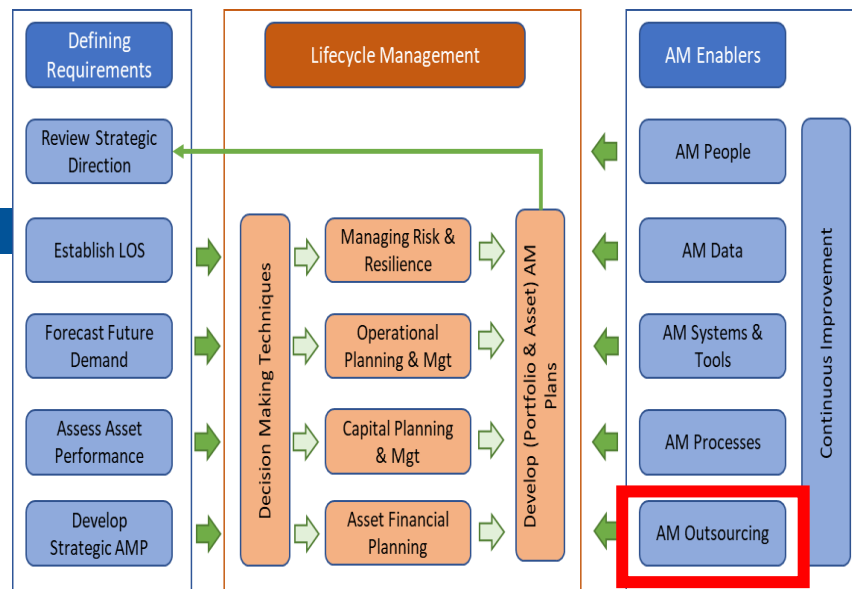 Defining
Requirements
Review Strategic
Direction
Establish LOS
Forecast Future
Demand
Assess Asset
Performance
Develop
Strategic AMP
Lifecycle Management
Decision Making Techniques
Managing Risk &
Resilience
Operational
Planning & Mgt
Capital Planning
& Mgt
Asset Financial
Planning
Develop (Portfolio & Asset) AM
Plans
AM Enablers
AM People
AM Data
AM Systems &
Tools
AM Processes
AM Outsourcing
Continuous Improvement